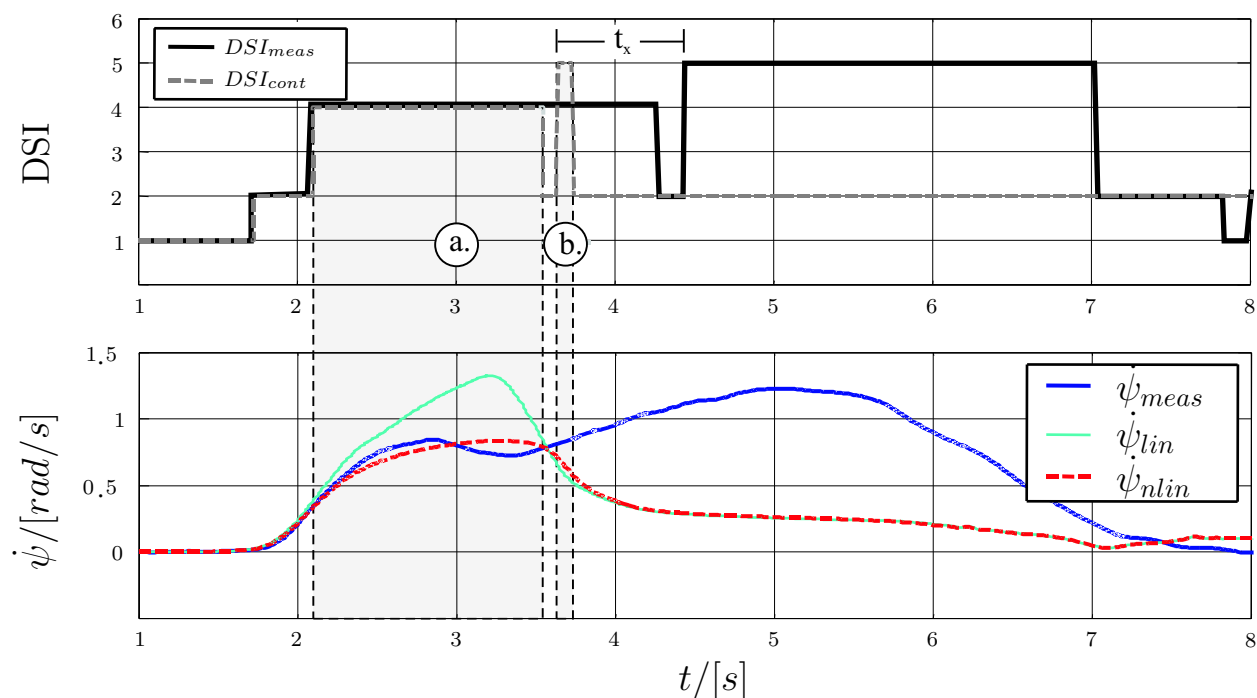 6
5
4
3
2
1
DSI
DSI_meas
DSI_cont
t_x
a.
b.
1 2 3 4 5 6 7 8
1.5
1
0.5
0
ψ̇/[rad/s]
ψ̇_meas
ψ̇_lin
ψ̇_nlin
1 2 3 4 5 6 7 8
t/[s]